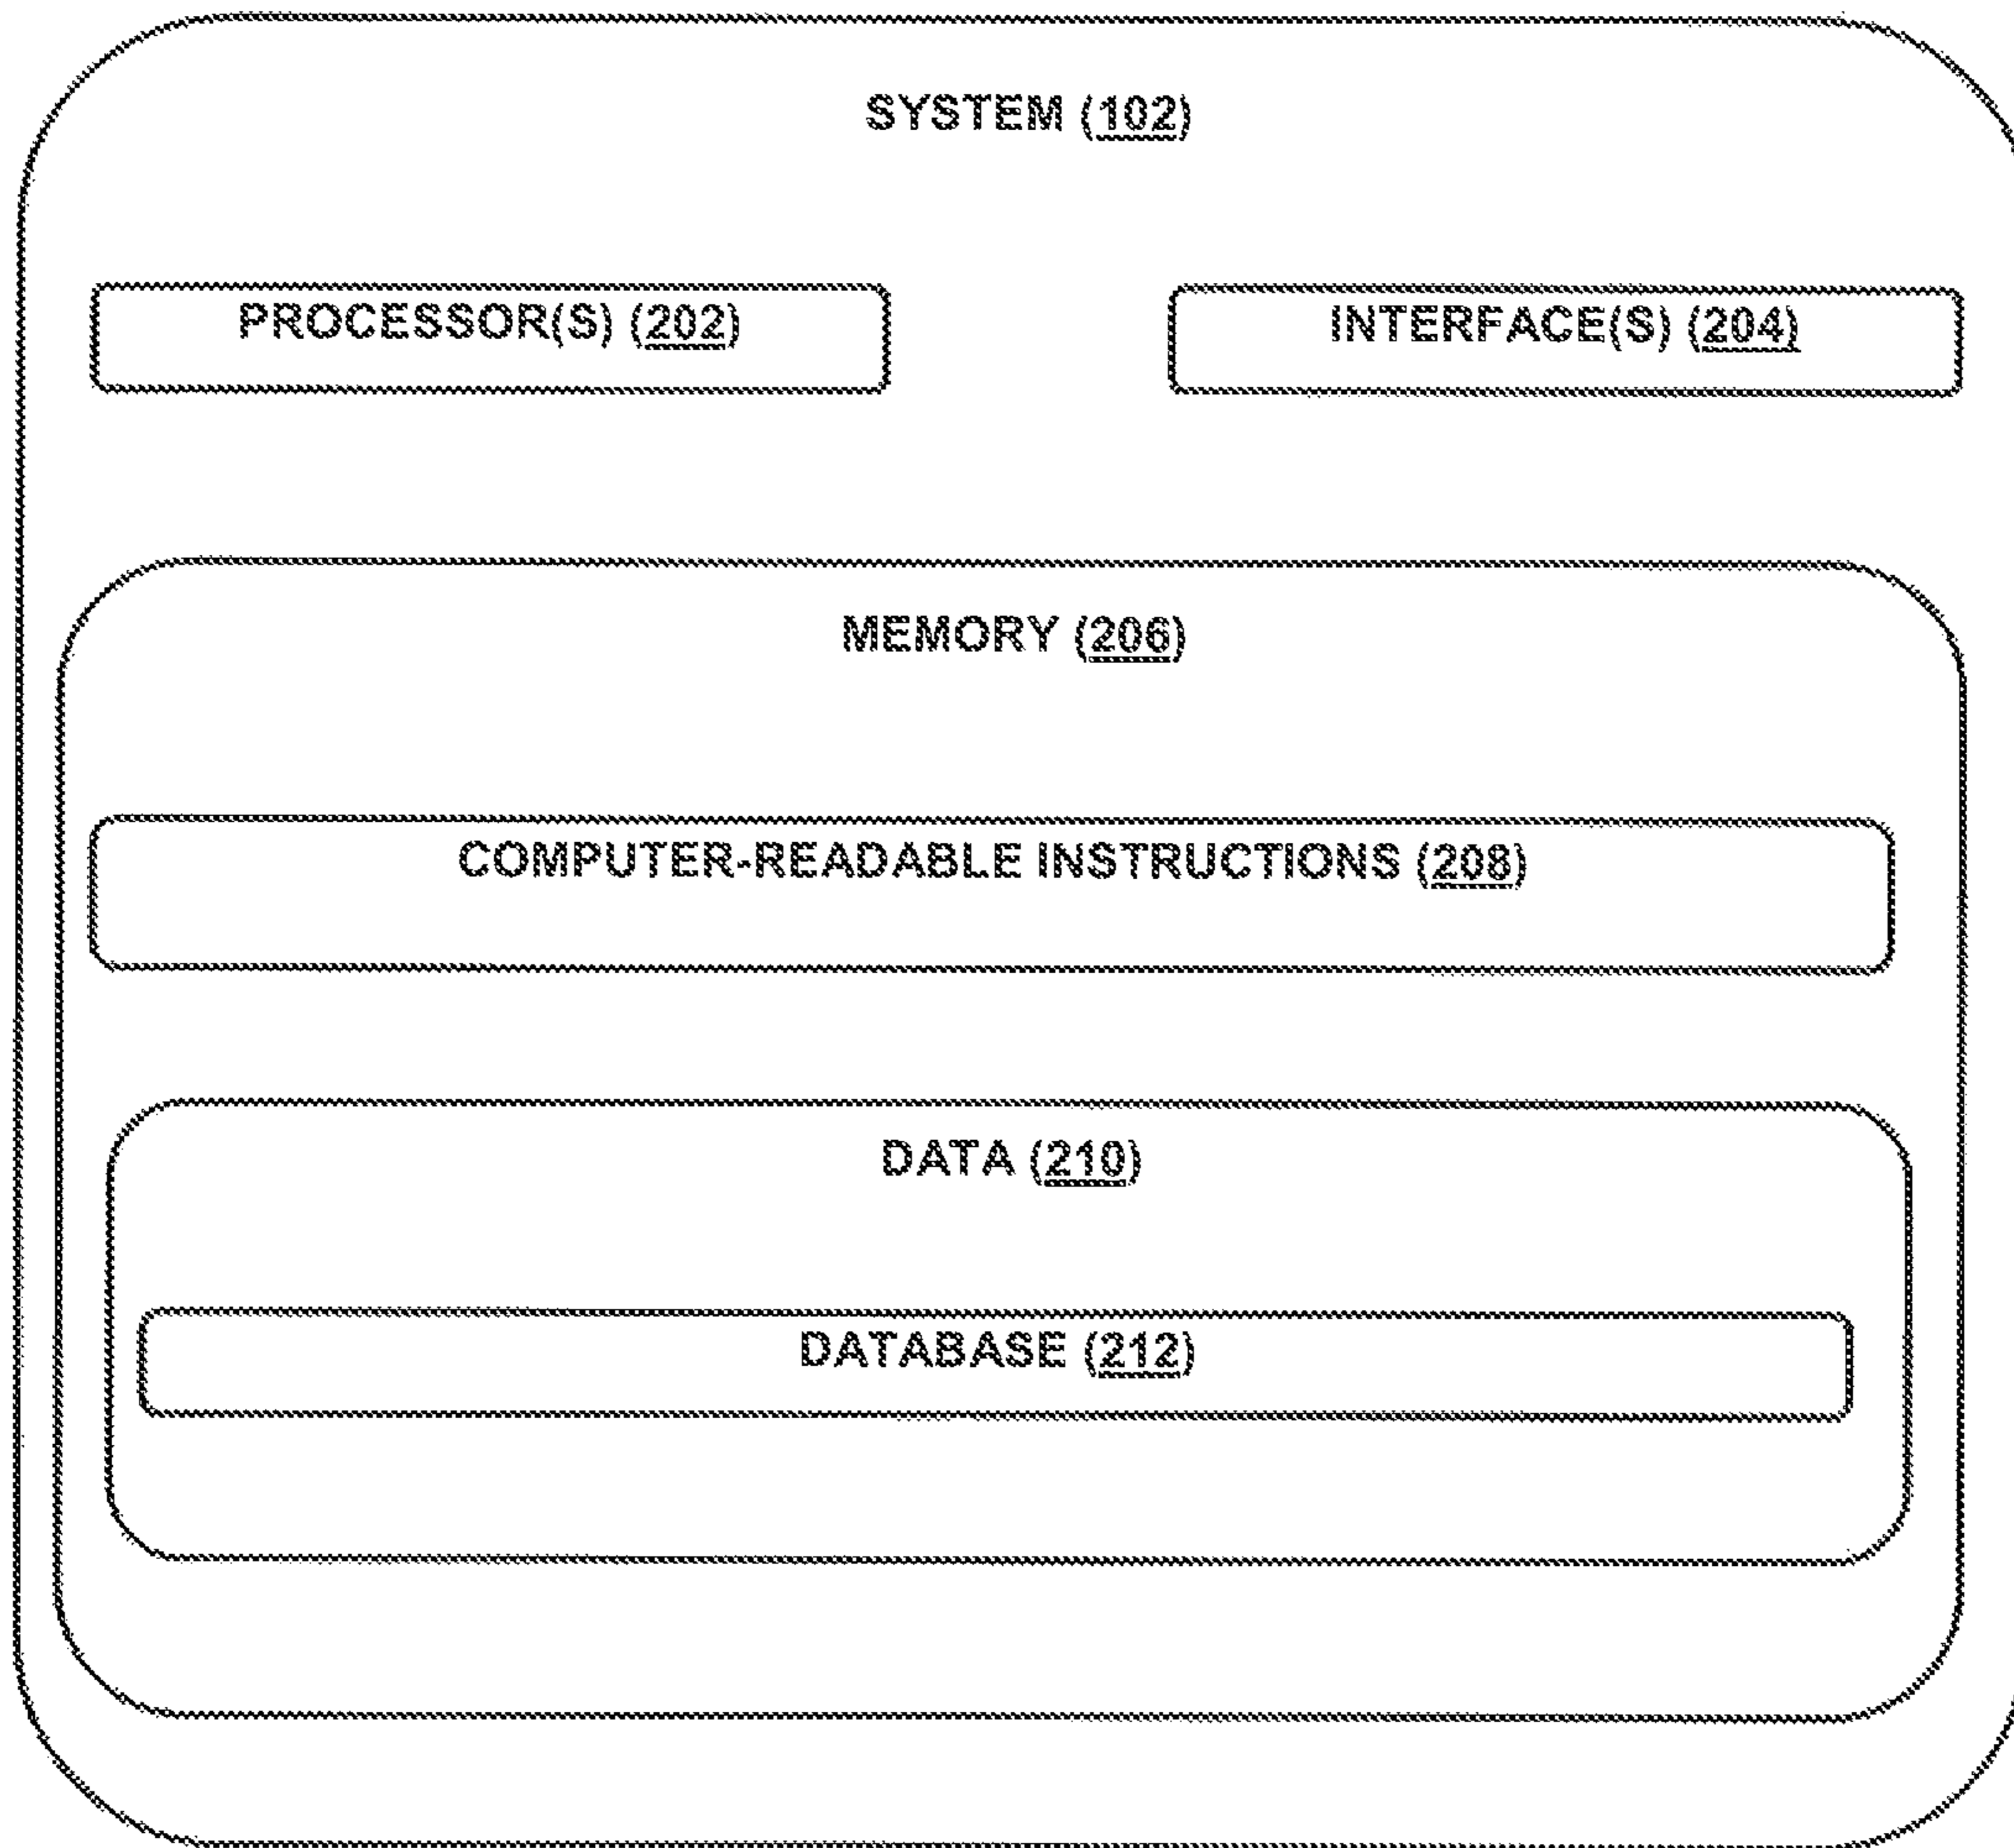 SYSTEM (102)
PROCESSOR(S) (202)
INTERFACE(S) (204)
MEMORY (206)
COMPUTER-READABLE INSTRUCTIONS (208)
DATA (210)
DATABASE (212)